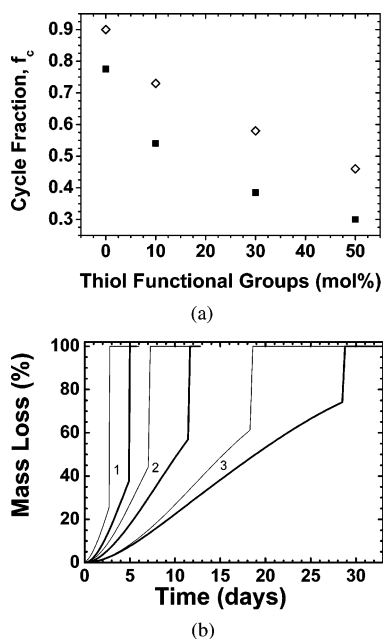 0.9
0.8
0.7
0.6
0.5
0.4
0.3
Cycle Fraction, fc
0 10 20 30 40 50
Thiol Functional Groups (mol%)
(a)
100
80
60
40
20
0
Mass Loss (%)
1 2 3
0 5 10 15 20 25 30
Time (days)
(b)